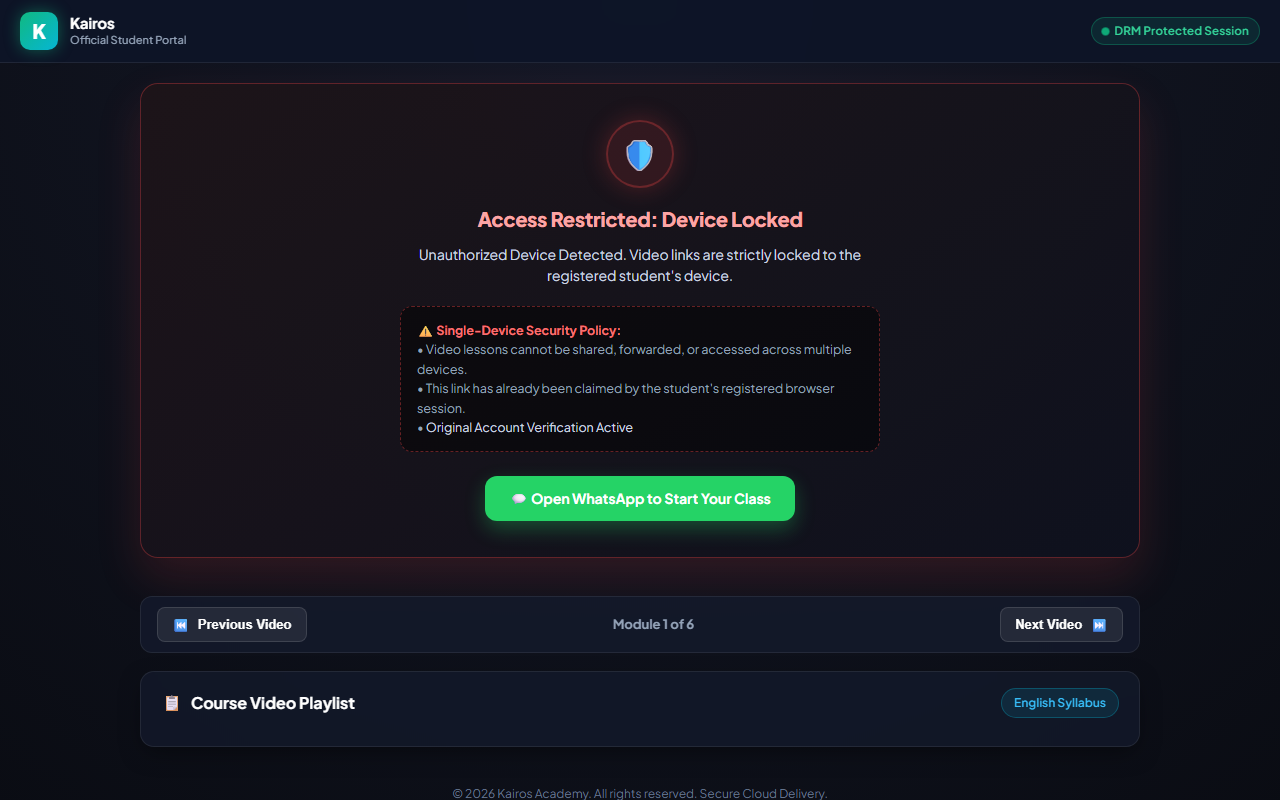 K
Kairos
Official Student Portal
DRM Protected Session
Access Restricted: Device Locked
Unauthorized Device Detected. Video links are strictly locked to the
registered student's device.
⚠️ Single-Device Security Policy:
• Video lessons cannot be shared, forwarded, or accessed across multiple
devices.
• This link has already been claimed by the student's registered browser
session.
• Original Account Verification Active
💬 Open WhatsApp to Start Your Class
⏮️ Previous Video
Module 1 of 6
Next Video ⏭️
📋 Course Video Playlist
English Syllabus
© 2026 Kairos Academy. All rights reserved. Secure Cloud Delivery.